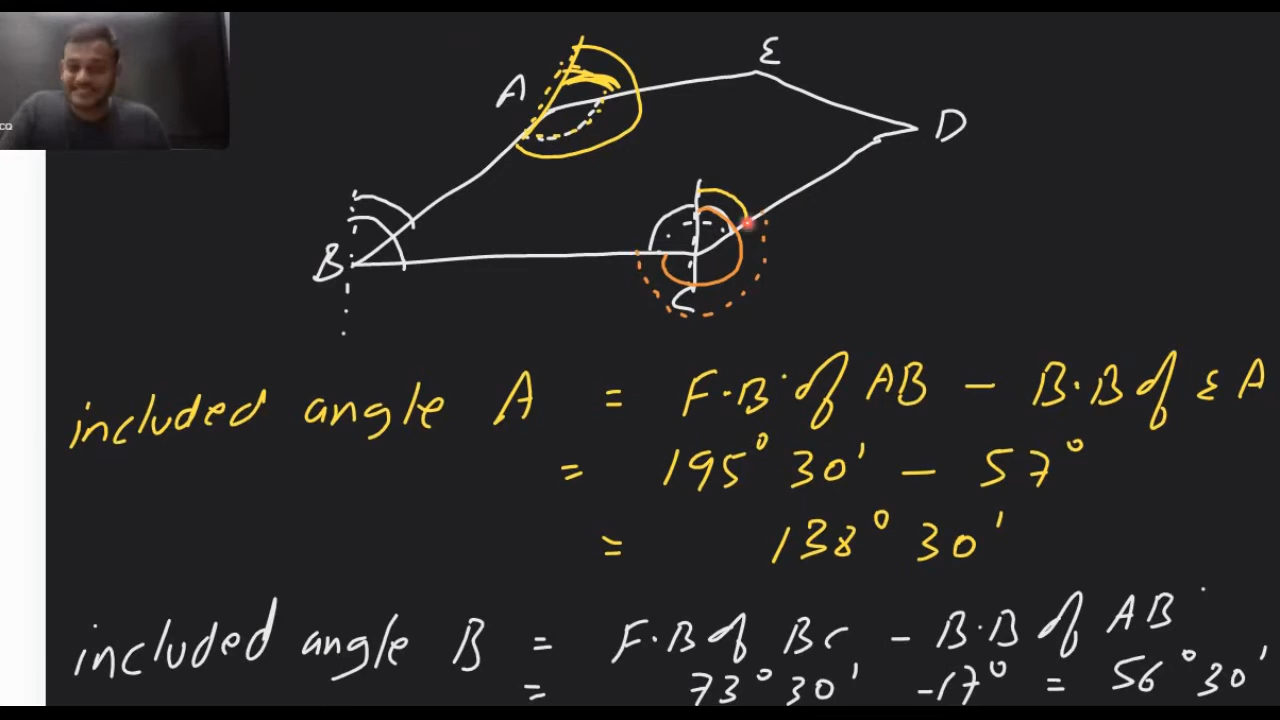 E
A
D
B
C
included angle A = F.B. of AB - B.B of EA
= 195° 30' - 57°
= 138° 30'
included angle B = F.B of BC - B.B of AB
= 73° 30' - 17° = 56° 30'